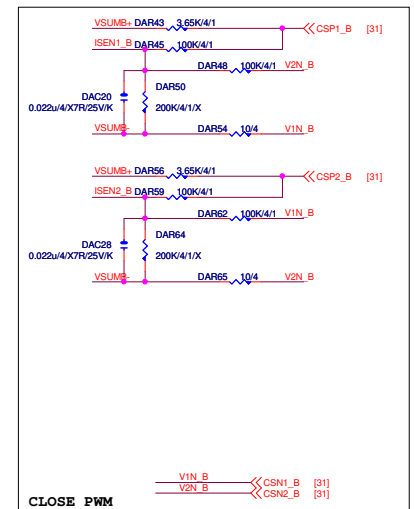 VSUMB+ DAR43 3.65K/4/1 CSP1_B [31]
ISEN1_B DAR45 100K/4/1
DAR48 100K/4/1 V2N_B
DAC20 DAR50
0.022u/4/X7R/25V/K 200K/4/1/X
VSUMB- DAR54 10/4 V1N_B
VSUMB+ DAR56 3.65K/4/1 CSP2_B [31]
ISEN2_B DAR59 100K/4/1
DAR62 100K/4/1 V1N_B
DAC28 DAR64
0.022u/4/X7R/25V/K 200K/4/1/X
VSUMB- DAR65 10/4 V2N_B
V1N_B CSN1_B [31]
V2N_B CSN2_B [31]
CLOSE PWM